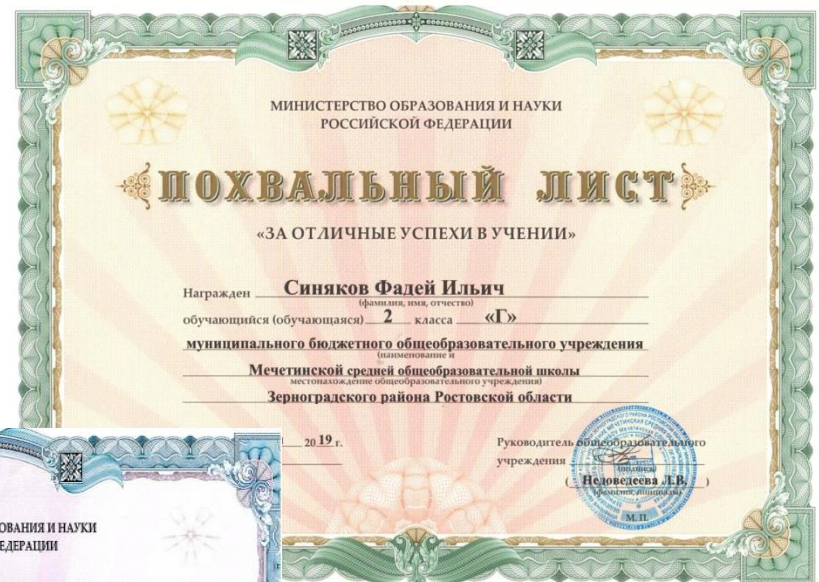 МИНИСТЕРСТВО ОБРАЗОВАНИЯ И НАУКИ
РОССИЙСКОЙ ФЕДЕРАЦИИ
ПОХВАЛЬНЫЙ ЛИСТ
«ЗА ОТЛИЧНЫЕ УСПЕХИ В УЧЕНИИ»
Награжден Синяков Фадей Ильич
(фамилия, имя, отчество)
обучающийся (обучающаяся) 2 класса «Г»
муниципального бюджетного общеобразовательного учреждения
(наименование и
Мечетинской средней общеобразовательной школы
местонахождение общеобразовательного учреждения)
Зерноградского района Ростовской области
2019 г.
Руководитель общеобразовательного
учреждения
(подпись)
( Недоведеева Л.В. )
(фамилия, инициалы)
М. П.
ОВАНИЯ И НАУКИ
ЕДЕРАЦИИ